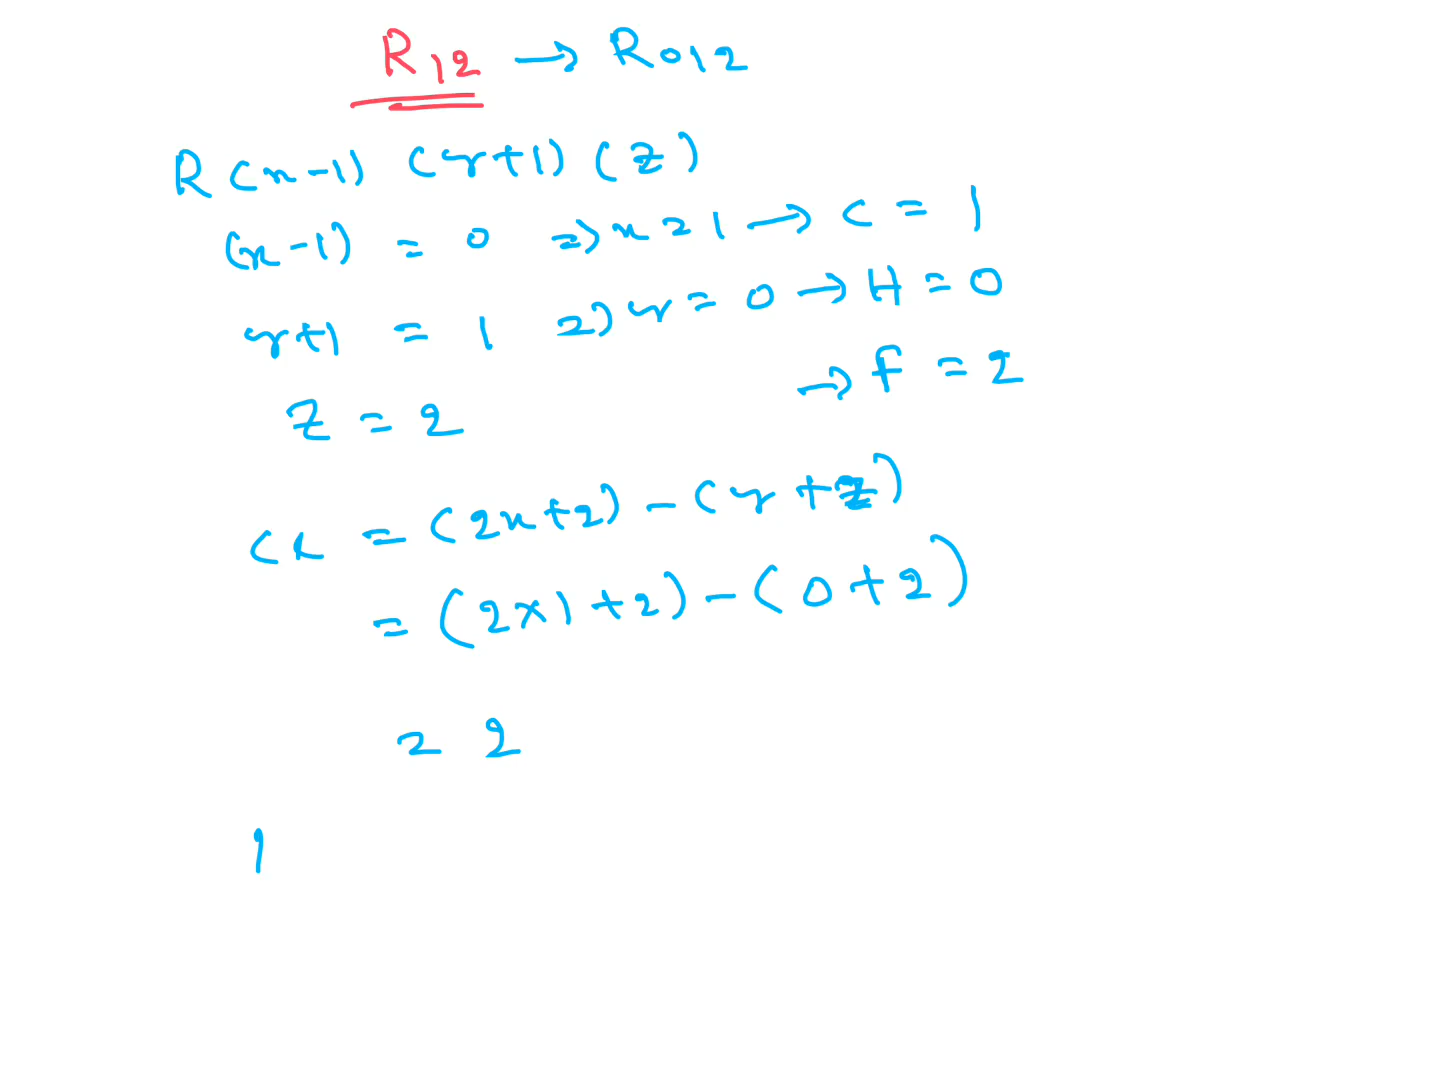 R12 → R012
R(x-1) (y+1) (z)
(x-1) = 0 => x = 1 → C = 1
y+1 = 1 => y = 0 → H = 0
z = 2 → F = 2
Cl = (2x+2) - (y+z)
= (2×1+2) - (0+2)
= 2
1